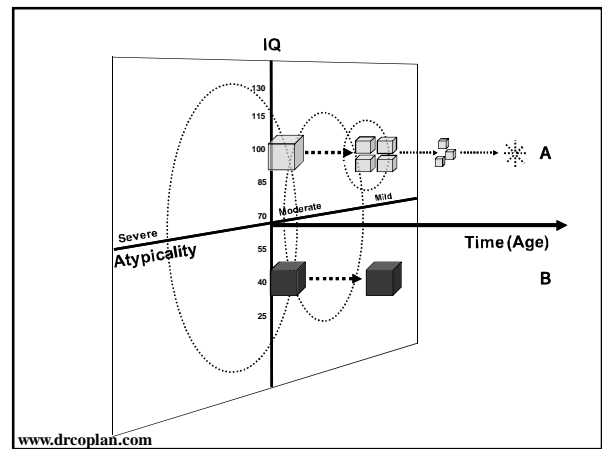 IQ
130
115
100
A
85
Mild
Moderate
70
Severe
Time (Age)
Atypicality
55
B
40
25
www.drcoplan.com